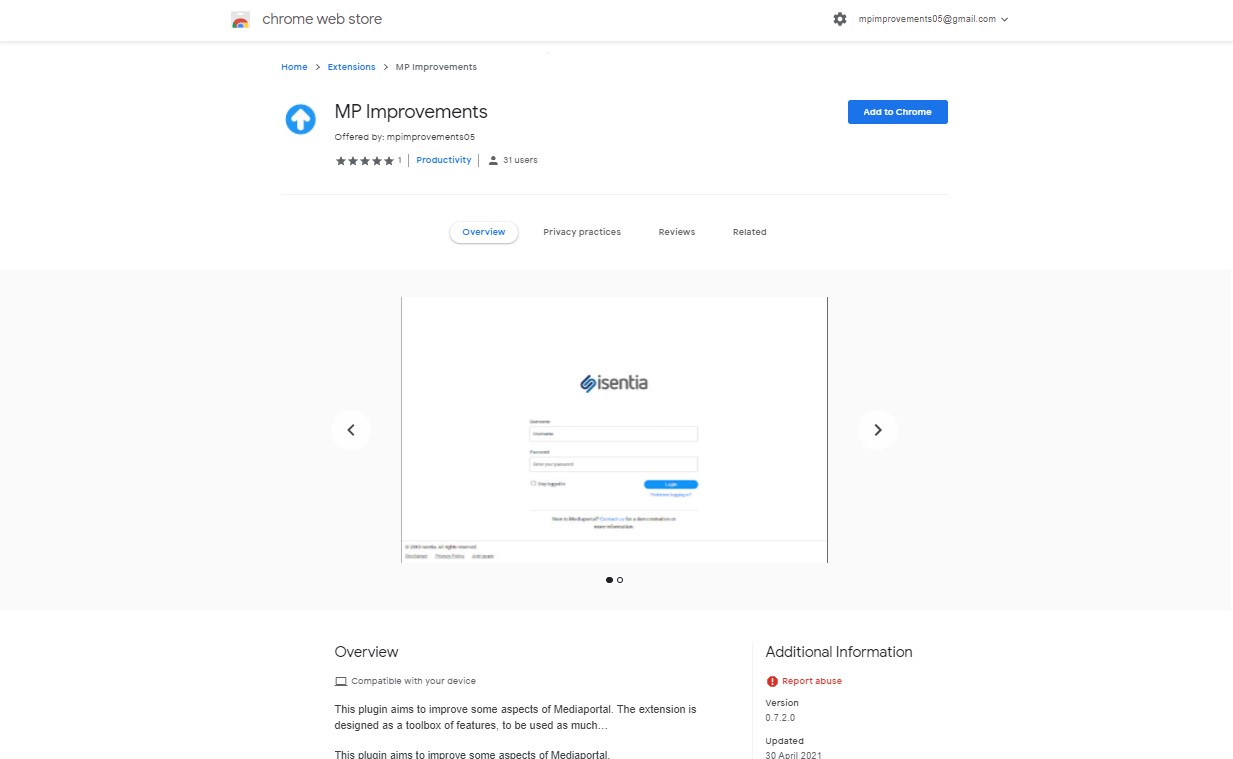 chrome web store
mpimprovements05@gmail.com
Home > Extensions > MP Improvements
MP Improvements
Add to Chrome
Offered by: mpimprovements05
1 | Productivity | 31 users
Overview
Privacy practices
Reviews
Related
isentia
Username
Username
Password
Enter your password
Stay logged in
Login
Problems logging in?
New to Mediaportal? Contact us for a demonstration or
more information.
isentia. All rights reserved.
Disclaimer Privacy Policy
Overview
Compatible with your device
This plugin aims to improve some aspects of Mediaportal. The extension is
designed as a toolbox of features, to be used as much...
This plugin aims to improve some aspects of Mediaportal.
Additional Information
Report abuse
Version
0.7.2.0
Updated
30 April 2021